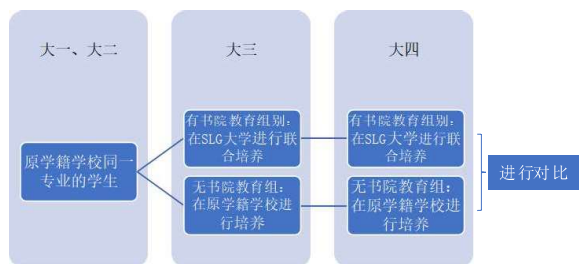 大一、大二
大三
大四
原学籍学校同一
专业的学生
有书院教育组别：
在SLG大学进行联
合培养
有书院教育组别：
在SLG大学进行联
合培养
无书院教育组：
在原学籍学校进
行培养
无书院教育组：
在原学籍学校进
行培养
进行对比